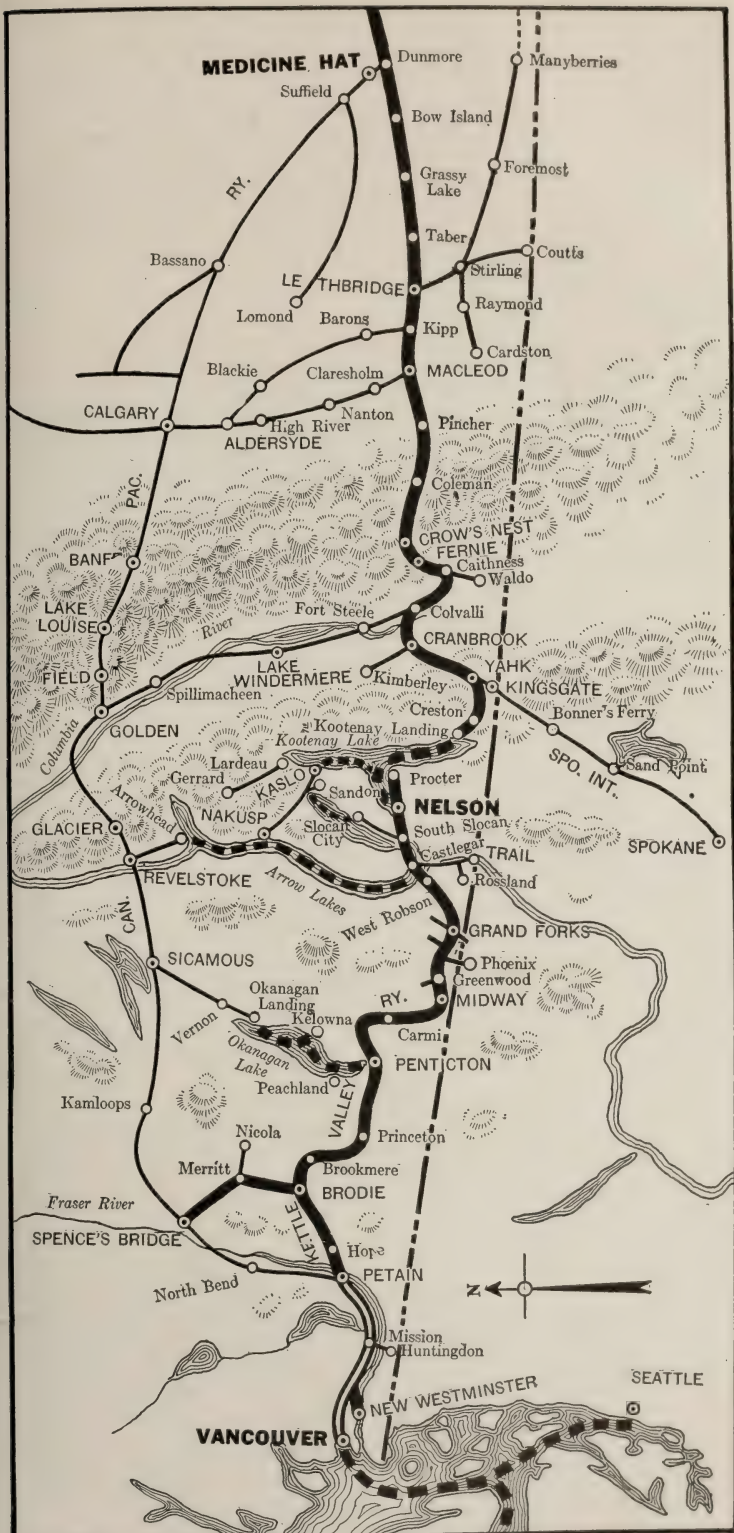 MEDICINE HAT
Dunmore
Manyberries
Suffield
Bow Island
Foremost
Grassy
Lake
RY.
Taber
Coutts
Bassano
Stirling
LETHBRIDGE
Lomond
Raymond
Barons
Kipp
Cardston
Blackie
Claresholm
MACLEOD
Nanton
CALGARY
High River
ALDERSYDE
Pincher
PAC.
Coleman
CROW'S NEST
BANFF
FERNIE
Caithness
Waldo
LAKE
LOUISE
River
Fort Steele
Colvalli
CRANBROOK
LAKE
WINDERMERE
Kimberley
YAHK
FIELD
KINGSGATE
Spillimacheen
Creston
Bonner's Ferry
GOLDEN
Columbia
Kootenay
Landing
Kootenay Lake
SPO. INT.
Sand Point
Lardeau
Gerrard
KASLO
Procter
Sandon
NELSON
Arrowhead
NAKUSP
Slocan
City
South Slocan
GLACIER
SPOKANE
Castlegar
TRAIL
REVELSTOKE
Arrow Lakes
Rossland
CAN.
West Robson
GRAND FORKS
SICAMOUS
Phoenix
Greenwood
Okanagan
Landing
RY.
MIDWAY
Vernon
Kelowna
Carmi
Okanagan
Lake
PENTICTON
Peachland
VALLEY
Kamloops
Nicola
Princeton
Merritt
Brookmere
BRODIE
Fraser River
SPENCE'S BRIDGE
KETTLE
Hope
North Bend
PETAIN
N
Mission
Huntingdon
NEW WESTMINSTER
SEATTLE
VANCOUVER